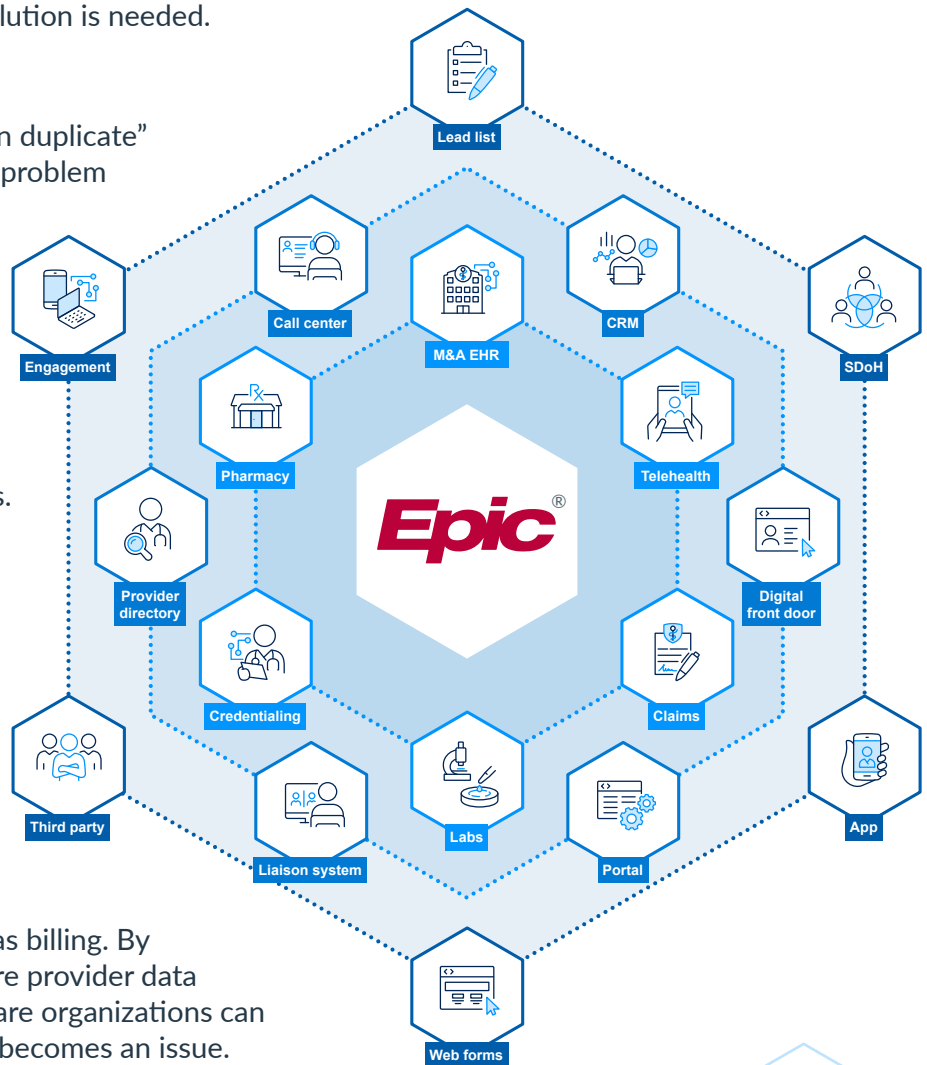 lution is needed.
n duplicate”
problem
s.
as billing. By
re provider data
are organizations can
becomes an issue.
Lead list
Call center
CRM
Engagement
M&A EHR
SDoH
Rx
Pharmacy
Telehealth
Epic®
Provider
directory
Digital
front door
Credentialing
Claims
Third party
Liaison system
Labs
Portal
App
Web forms